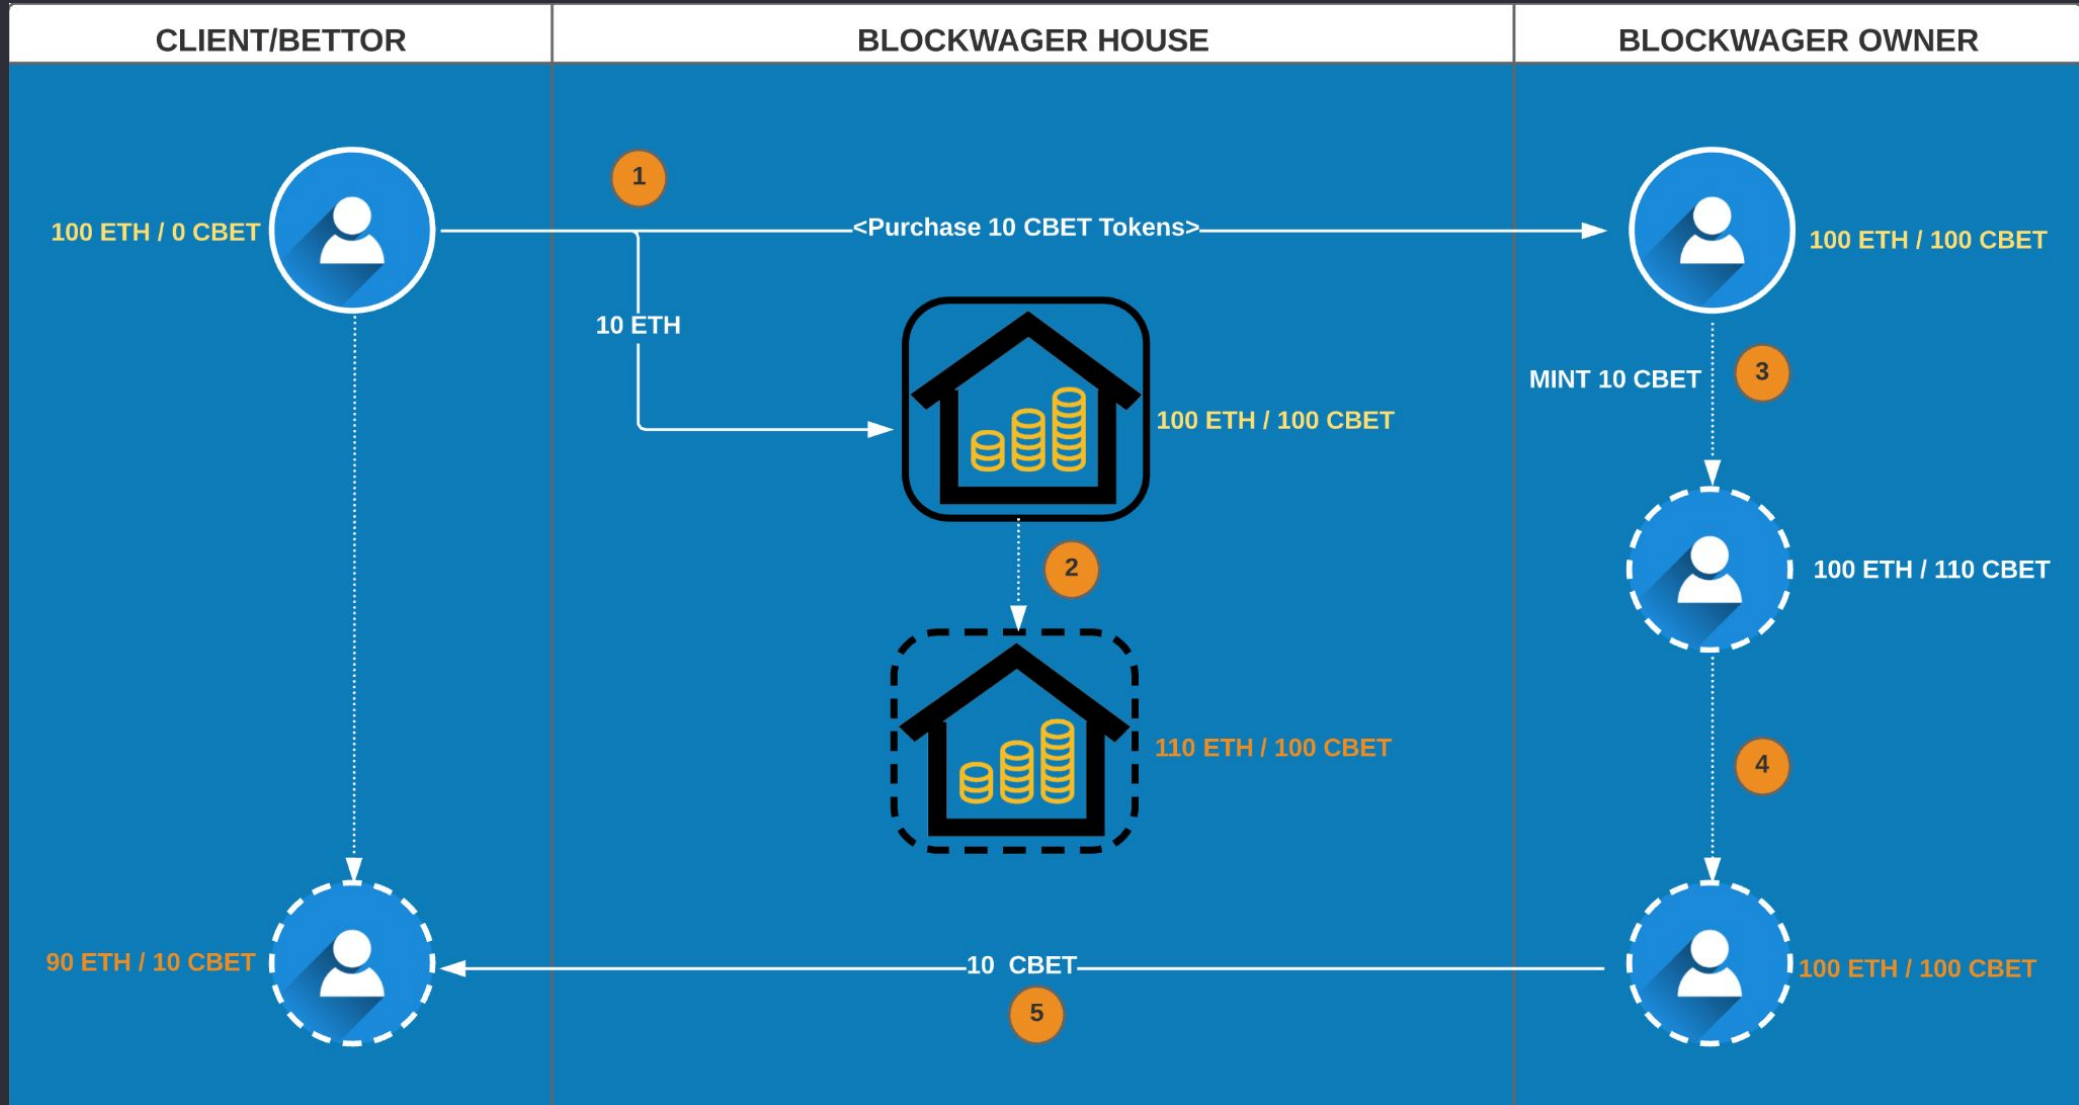 CLIENT/BETTOR
BLOCKWAGER HOUSE
BLOCKWAGER OWNER
1
<Purchase 10 CBET Tokens>
100 ETH / 0 CBET
100 ETH / 100 CBET
10 ETH
MINT 10 CBET
3
100 ETH / 100 CBET
2
100 ETH / 110 CBET
110 ETH / 100 CBET
4
90 ETH / 10 CBET
10 CBET
100 ETH / 100 CBET
5